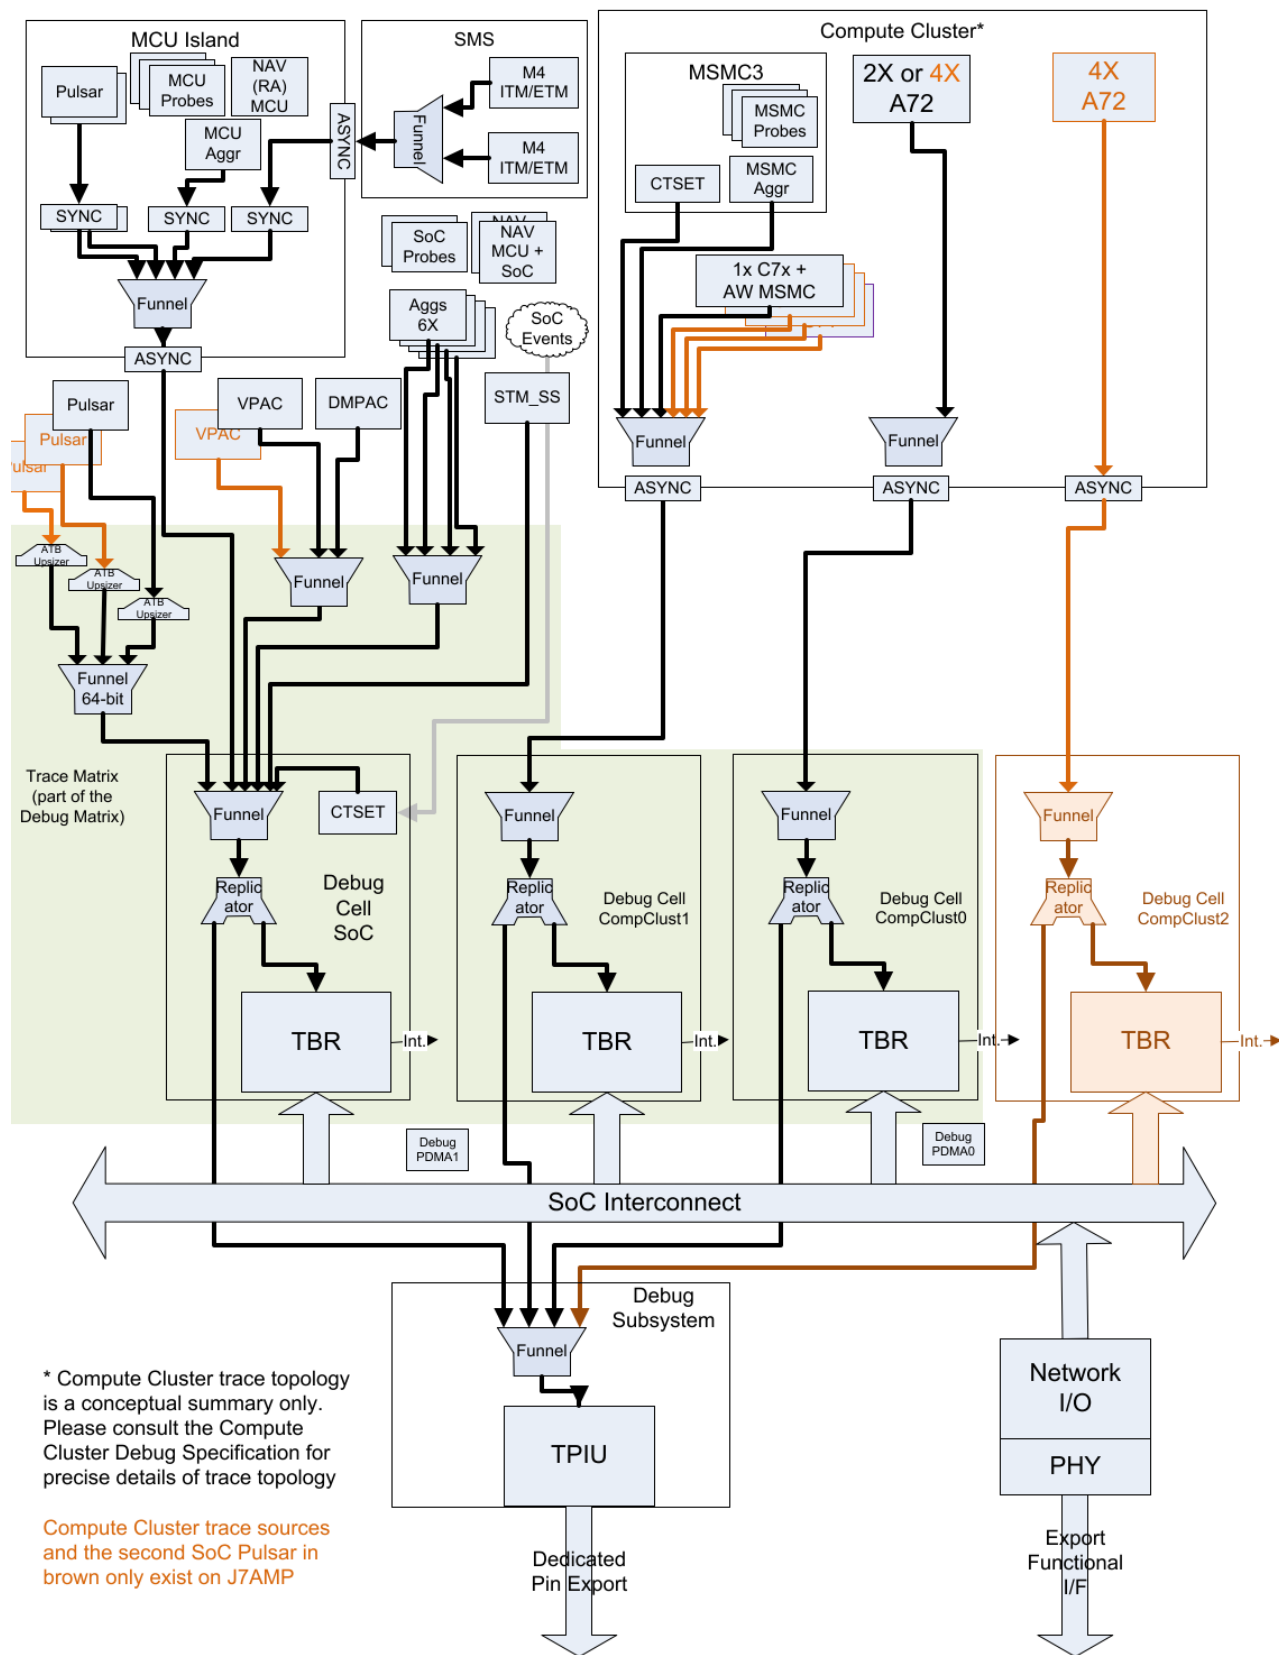 MCU Island
SMS
Compute Cluster*
Pulsar
MCU
Probes
NAV
(RA)
MCU
MCU
Aggr
ASYNC
Funnel
M4
ITM/ETM
M4
ITM/ETM
MSMC3
MSMC
Probes
CTSET
MSMC
Aggr
2X or 4X
A72
4X
A72
SYNC
SYNC
SYNC
Funnel
ASYNC
SoC
Probes
NAV
NAV
MCU +
SoC
Aggs
6X
SoC
Events
STM_SS
1x C7x +
AW MSMC
Funnel
Funnel
ASYNC
ASYNC
ASYNC
Pulsar
Pulsar
VPAC
VPAC
DMPAC
ATB
Upsizer
ATB
Upsizer
ATB
Upsizer
Funnel
64-bit
Funnel
Funnel
Trace Matrix
(part of the
Debug Matrix)
Funnel
CTSET
Replic
ator
Debug
Cell
SoC
TBR
Int.
Funnel
Replic
ator
Debug Cell
CompClust1
TBR
Int.
Funnel
Replic
ator
Debug Cell
CompClust0
TBR
Int.
Funnel
Replic
ator
Debug Cell
CompClust2
TBR
Int.
Debug
PDMA1
Debug
PDMA0
SoC Interconnect
Debug
Subsystem
Funnel
TPIU
Dedicated
Pin Export
Network
I/O
PHY
Export
Functional
I/F
* Compute Cluster trace topology
is a conceptual summary only.
Please consult the Compute
Cluster Debug Specification for
precise details of trace topology
Compute Cluster trace sources
and the second SoC Pulsar in
brown only exist on J7AMP